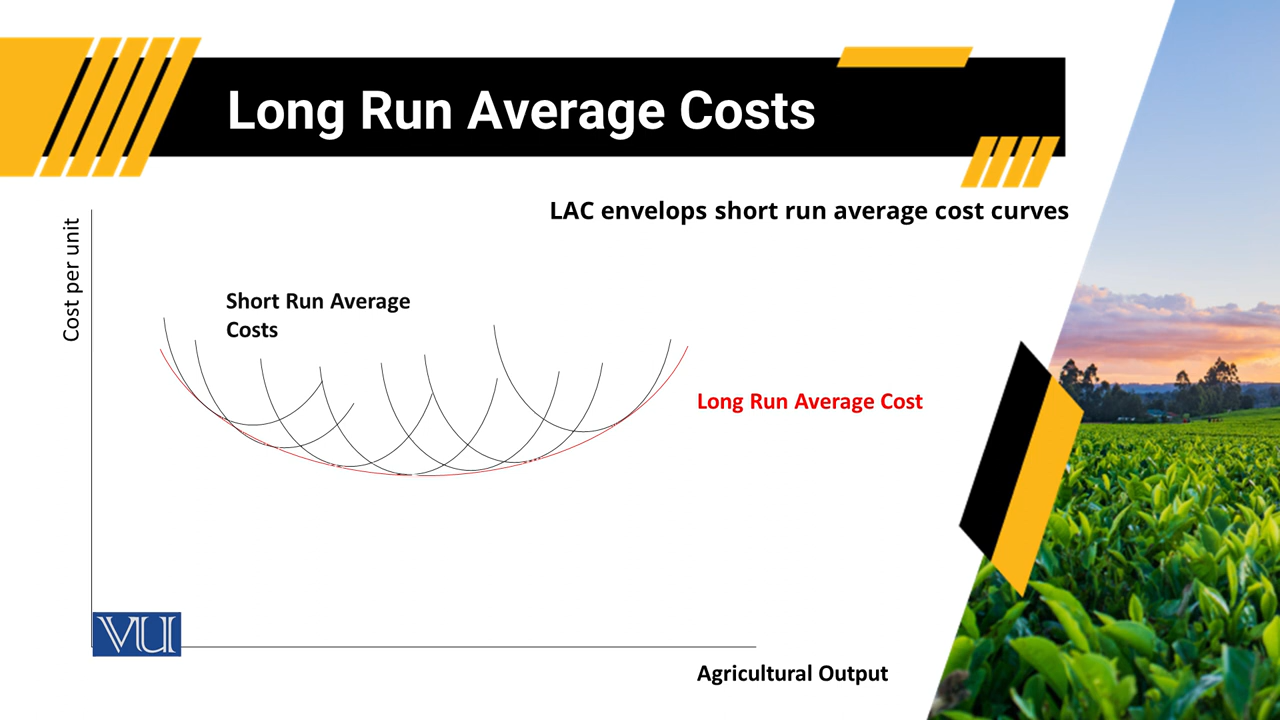 Long Run Average Costs
LAC envelops short run average cost curves
Cost per unit
Short Run Average
Costs
Long Run Average Cost
VU
Agricultural Output